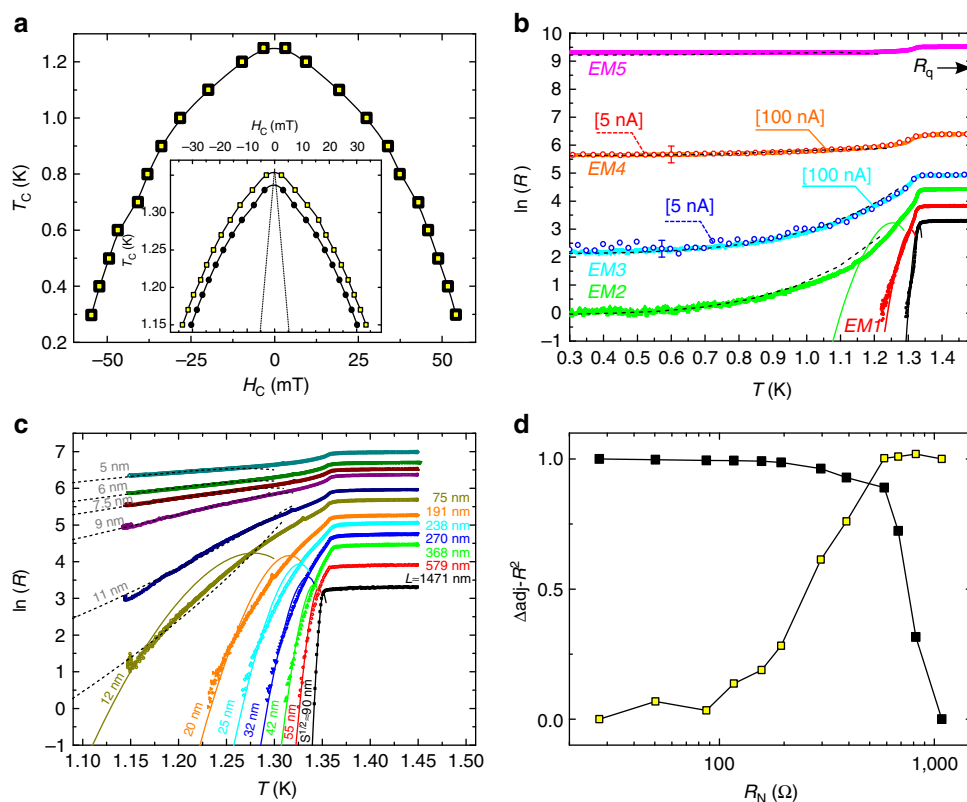 a
1.2
1.0
0.8
0.6
0.4
0.2
T_C (K)
−50
−25
0
25
50
H_C (mT)
H_C (mT)
−30
−20
−10
0
10
20
30
1.30
1.25
1.20
1.15
T_C (K)
b
10
9
8
7
6
5
4
3
2
1
0
−1
ln (R)
EM5
R_q
[5 nA]
[100 nA]
EM4
[100 nA]
[5 nA]
EM3
EM2
EM1
0.3 0.4 0.5 0.6 0.7 0.8 0.9 1.0 1.1 1.2 1.3 1.4
T (K)
c
7
6
5
4
3
2
1
0
−1
ln (R)
5 nm
6 nm
7.5 nm
9 nm
11 nm
12 nm
20 nm
25 nm
32 nm
42 nm
55 nm
S^1/2=90 nm
75 nm
191 nm
238 nm
270 nm
368 nm
579 nm
L=1471 nm
1.10 1.15 1.20 1.25 1.30 1.35 1.40 1.45 1.50
T (K)
d
1.0
0.5
0.0
Δadj-R²
100
1,000
R_N (Ω)